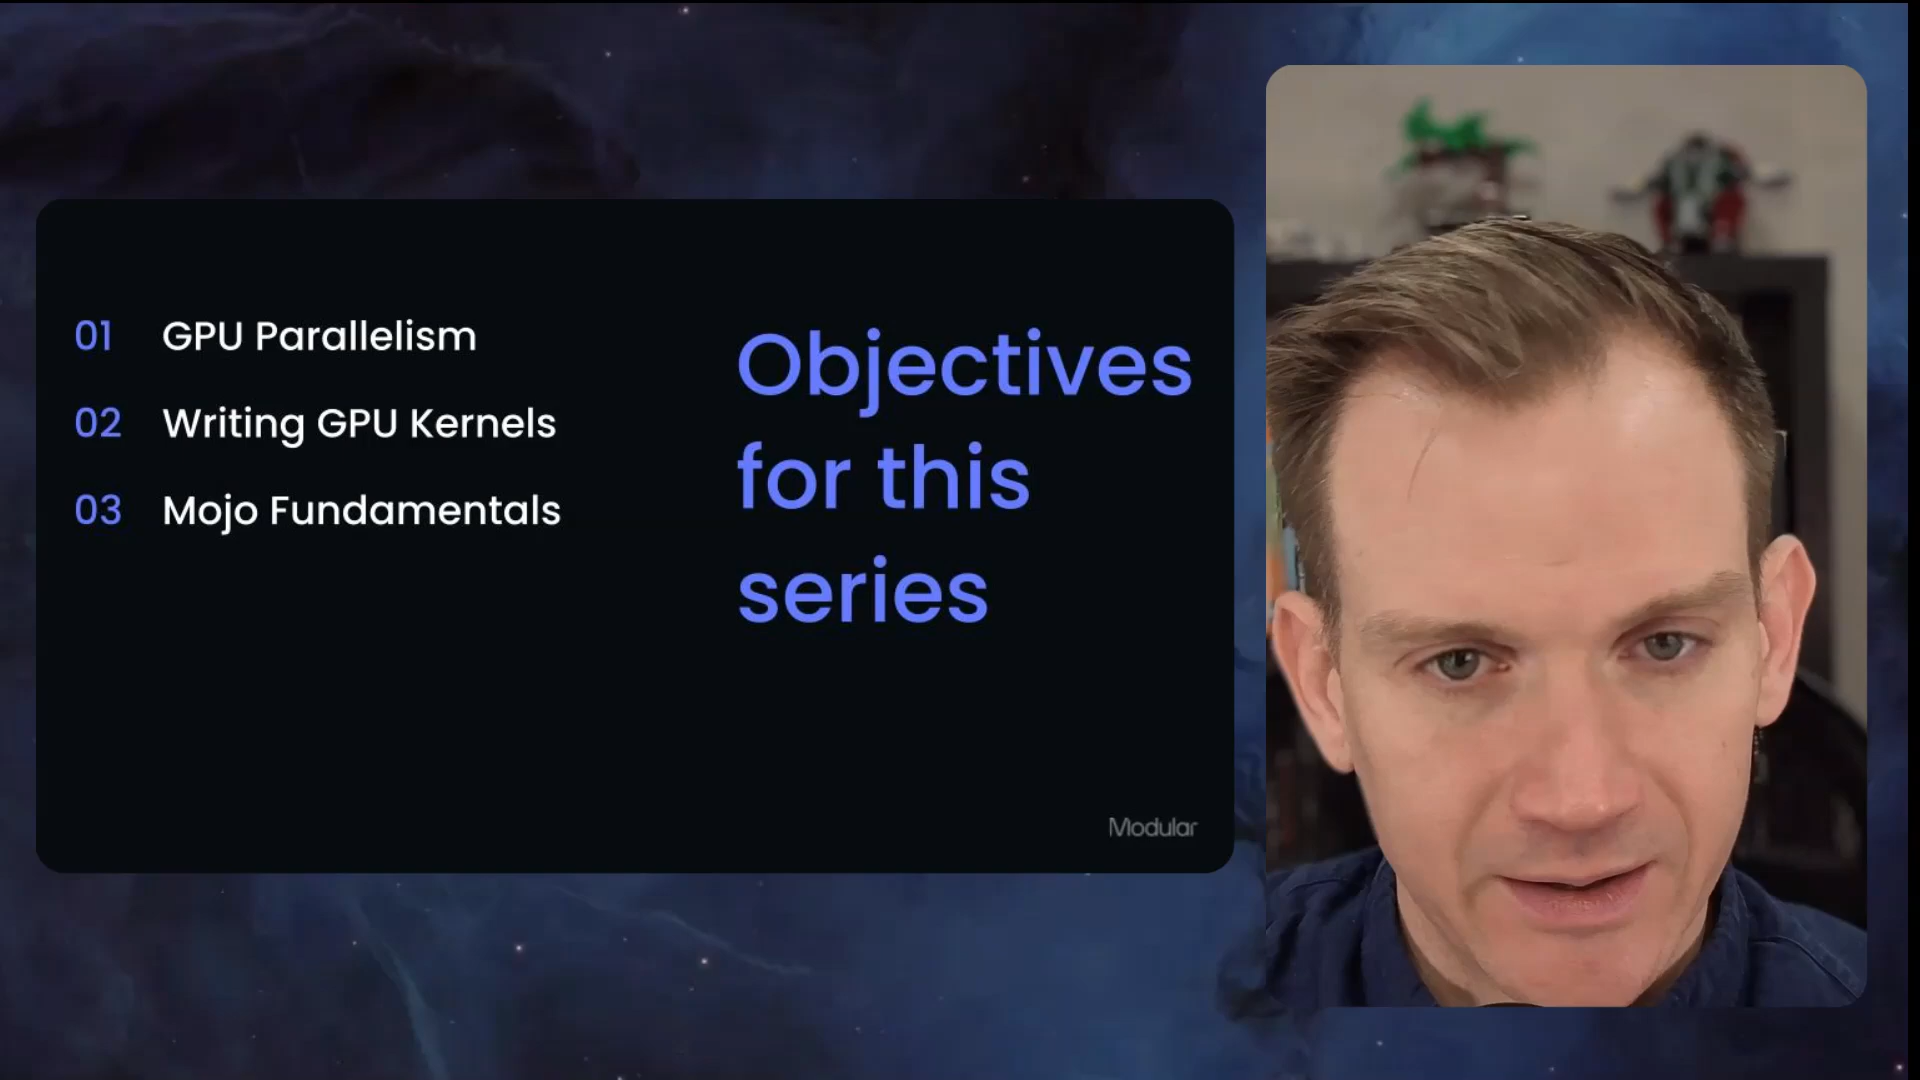 01 GPU Parallelism
02 Writing GPU Kernels
03 Mojo Fundamentals
Objectives
for this
series
Modular